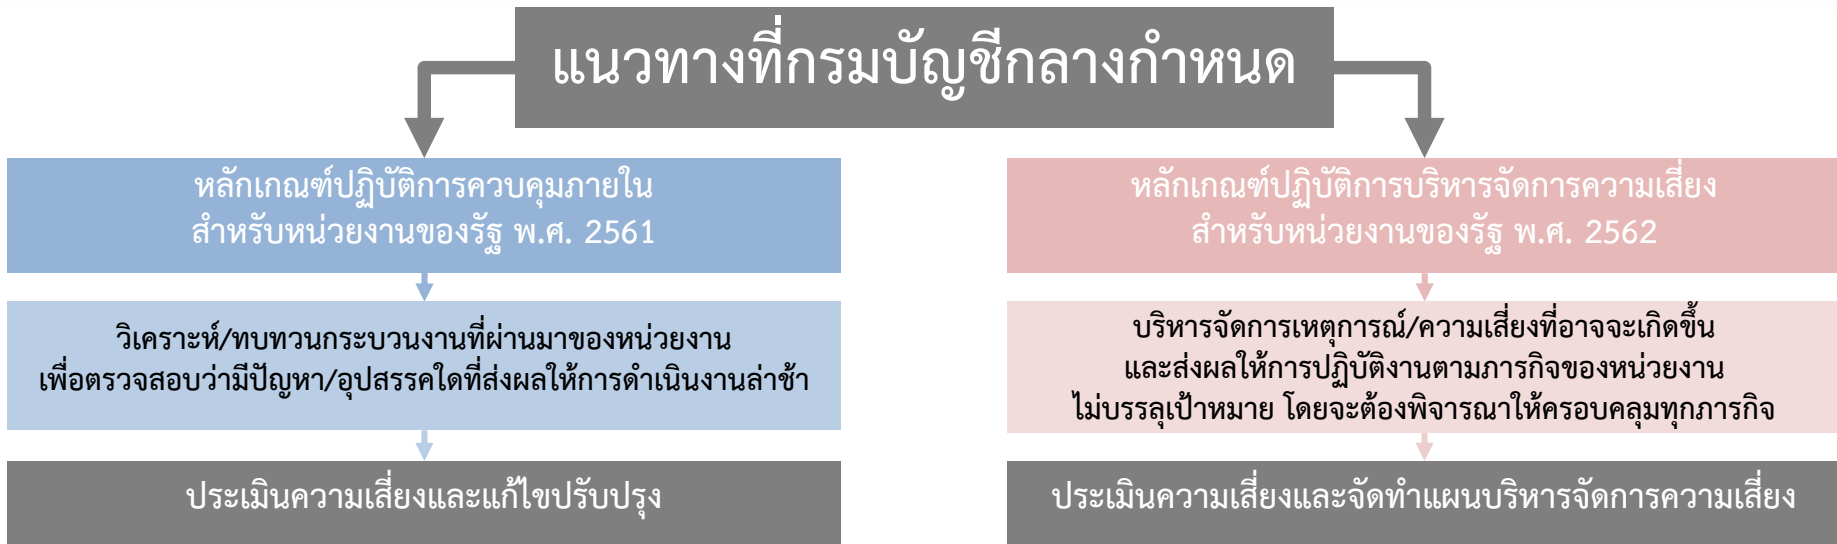 แนวทางที่กรมบัญชีกลางกำหนด
หลักเกณฑ์ปฏิบัติการควบคุมภายใน
สำหรับหน่วยงานของรัฐ พ.ศ. 2561
วิเคราะห์/ทบทวนกระบวนงานที่ผ่านมาของหน่วยงาน
เพื่อตรวจสอบว่ามีปัญหา/อุปสรรคใดที่ส่งผลให้การดำเนินงานล่าช้า
ประเมินความเสี่ยงและแก้ไขปรับปรุง
หลักเกณฑ์ปฏิบัติการบริหารจัดการความเสี่ยง
สำหรับหน่วยงานของรัฐ พ.ศ. 2562
บริหารจัดการเหตุการณ์/ความเสี่ยงที่อาจจะเกิดขึ้น
และส่งผลให้การปฏิบัติงานตามภารกิจของหน่วยงาน
ไม่บรรลุเป้าหมาย โดยจะต้องพิจารณาให้ครอบคลุมทุกภารกิจ
ประเมินความเสี่ยงและจัดทำแผนบริหารจัดการความเสี่ยง